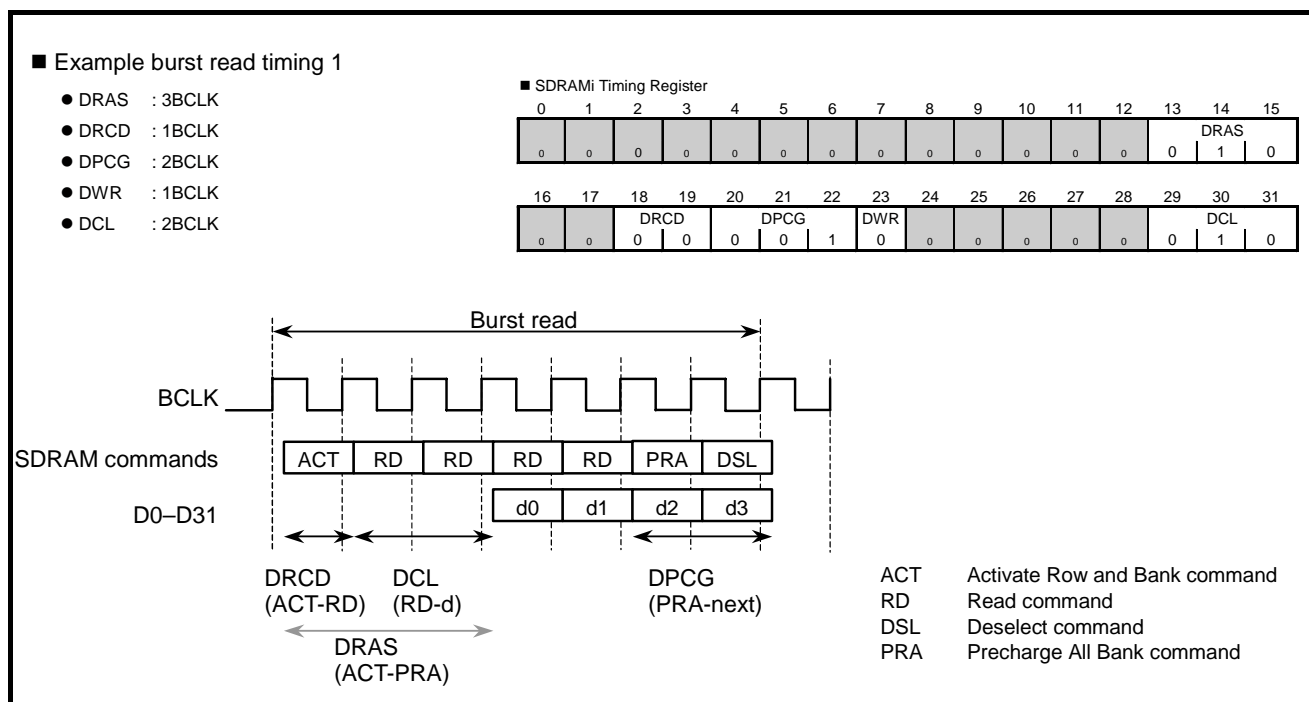 ■ Example burst read timing 1
● DRAS : 3BCLK
● DRCD : 1BCLK
● DPCG : 2BCLK
● DWR : 1BCLK
● DCL : 2BCLK
■ SDRAMi Timing Register
0 1 2 3 4 5 6 7 8 9 10 11 12 13 14 15
DRAS
0 0 0 0 0 0 0 0 0 0 0 0 0 0 1 0
16 17 18 19 20 21 22 23 24 25 26 27 28 29 30 31
DRCD DPCG DWR DCL
0 0 0 0 0 0 1 0 0 0 0 0 0 0 1 0
Burst read
BCLK
SDRAM commands ACT RD RD RD RD PRA DSL
D0–D31 d0 d1 d2 d3
DRCD DCL DPCG
(ACT-RD) (RD-d) (PRA-next)
DRAS
(ACT-PRA)
ACT Activate Row and Bank command
RD Read command
DSL Deselect command
PRA Precharge All Bank command